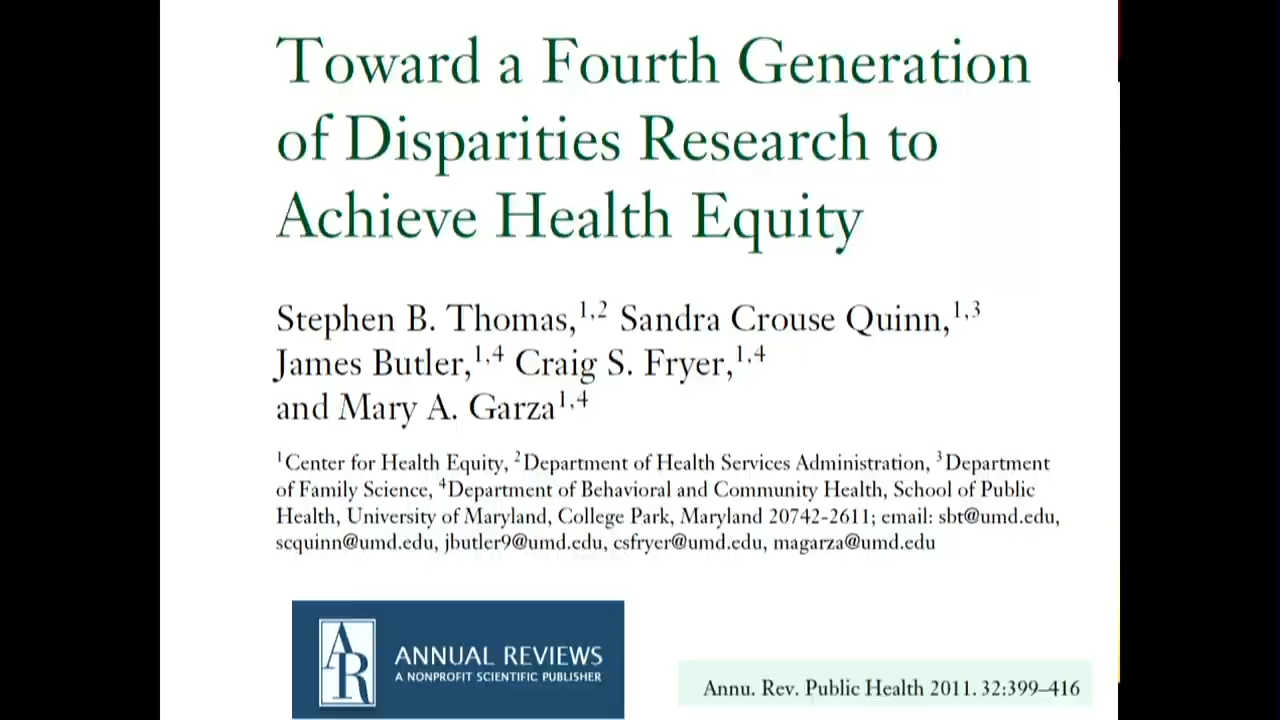 Toward a Fourth Generation
of Disparities Research to
Achieve Health Equity
Stephen B. Thomas,1,2 Sandra Crouse Quinn,1,3
James Butler,1,4 Craig S. Fryer,1,4
and Mary A. Garza1,4
1Center for Health Equity, 2Department of Health Services Administration, 3Department
of Family Science, 4Department of Behavioral and Community Health, School of Public
Health, University of Maryland, College Park, Maryland 20742-2611; email: sbt@umd.edu,
scquinn@umd.edu, jbutler9@umd.edu, csfryer@umd.edu, magarza@umd.edu
AR
ANNUAL REVIEWS
A NONPROFIT SCIENTIFIC PUBLISHER
Annu. Rev. Public Health 2011. 32:399–416